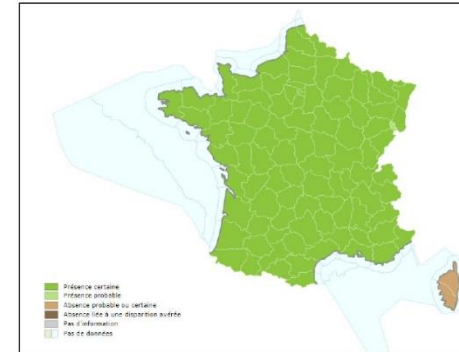 Présence certaine
Présence probable
Absence probable ou certaine
Absence liée à une disparition avérée
Pas d'information
Pas de données